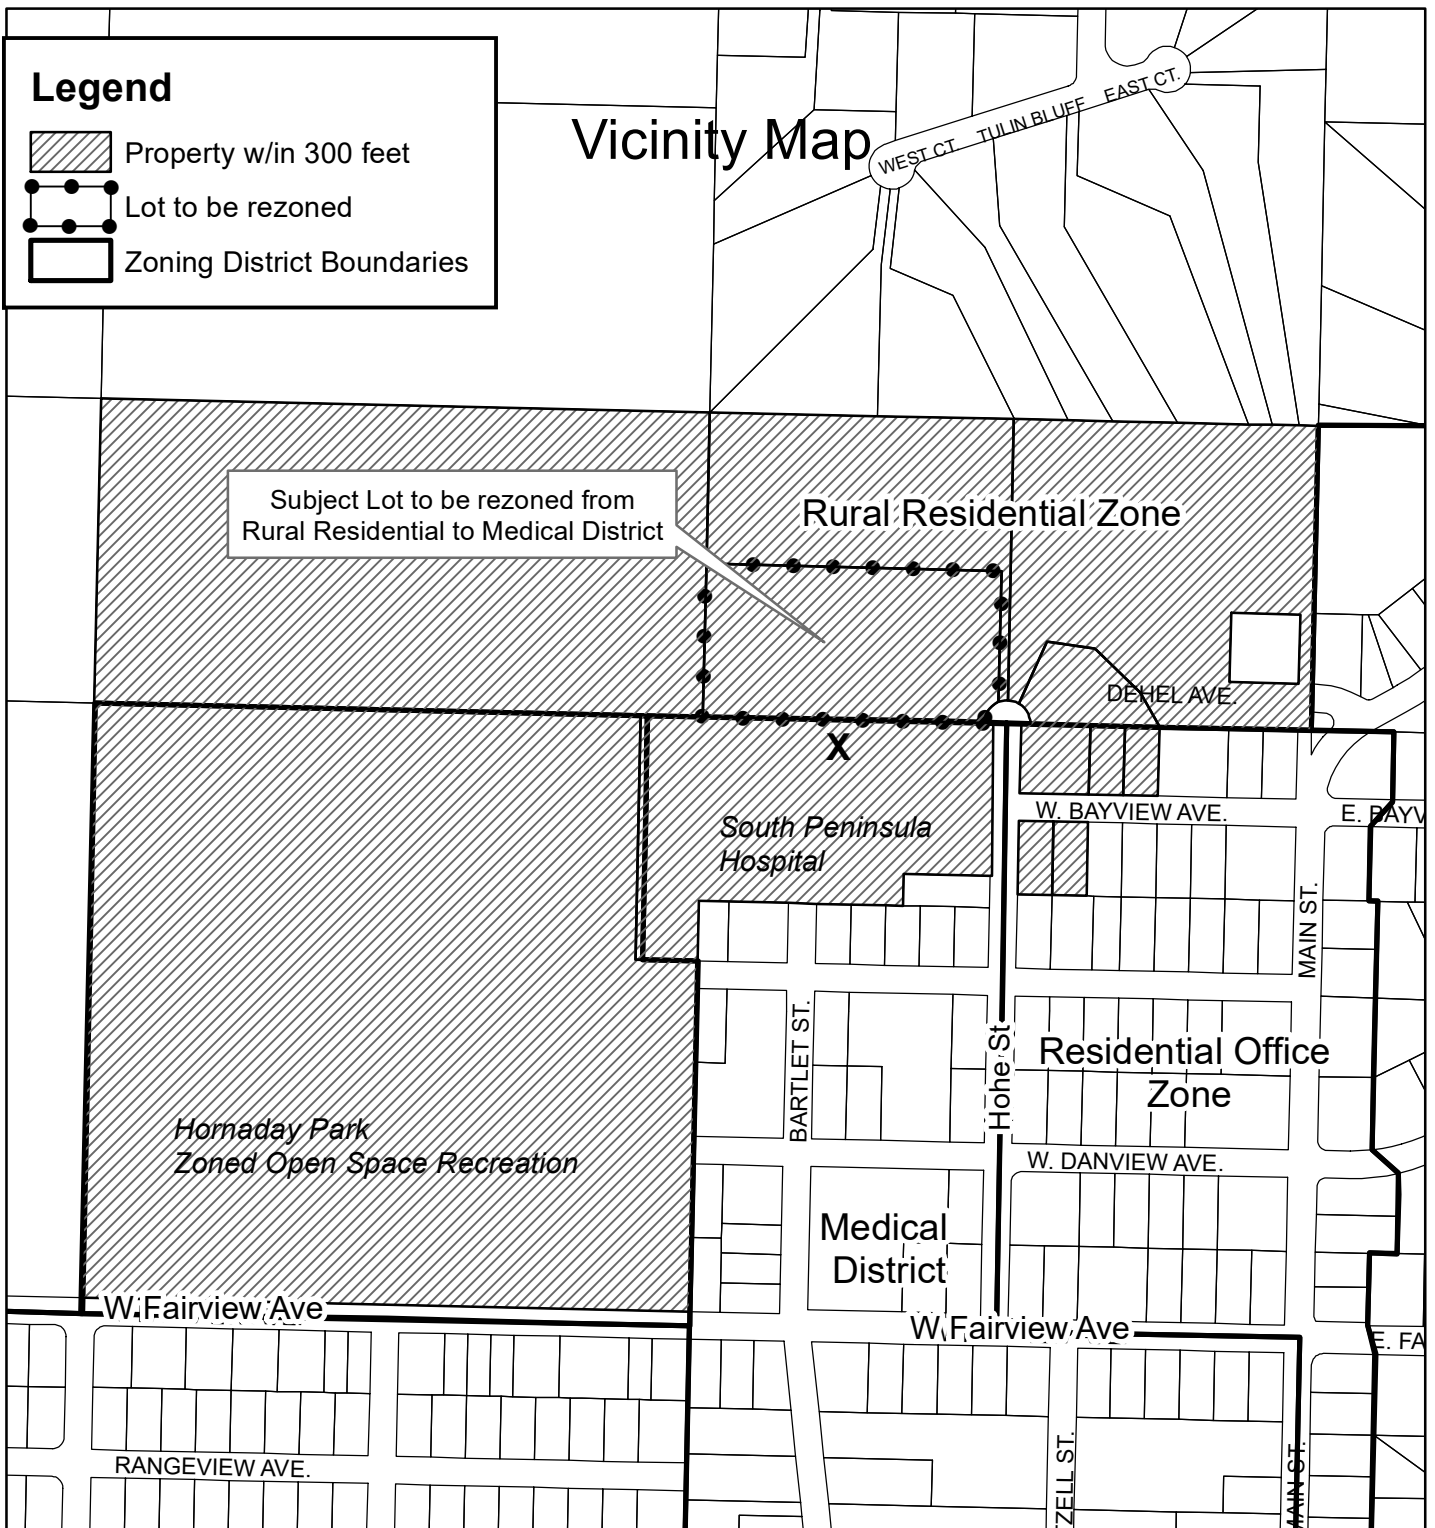 Legend
Property w/in 300 feet
Lot to be rezoned
Zoning District Boundaries
Vicinity Map
WEST CT.
TULIN BLUFF
EAST CT.
Subject Lot to be rezoned from
Rural Residential to Medical District
Rural Residential Zone
DEHEL AVE.
X
South Peninsula
Hospital
W. BAYVIEW AVE.
E. BAYV
MAIN ST.
BARTLET ST.
Hohe St
Residential Office
Zone
Hornaday Park
Zoned Open Space Recreation
W. DANVIEW AVE.
Medical
District
W Fairview Ave
W Fairview Ave
E. FA
RANGEVIEW AVE.
TZELL ST.
MAIN ST.